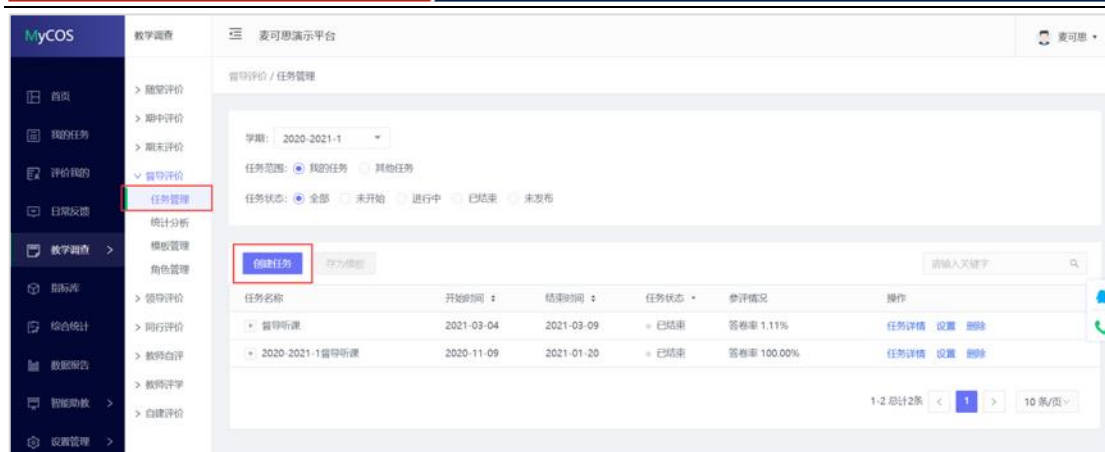 MyCOS
教学调查
麦可思演示平台
麦可思
督导评价 / 任务管理
首页
我的任务
评价我的
日常反馈
教学调查 >
指标库
综合统计
数据报告
智能助教 >
设置管理 >
> 随堂评价
> 期中评价
> 期末评价
∨ 督导评价
任务管理
统计分析
模板管理
角色管理
> 领导评价
> 同行评价
> 教师自评
> 教师评学
> 自建评价
学期: 2020-2021-1
任务范围: 我的任务 其他任务
任务状态: 全部 未开始 进行中 已结束 未发布
创建任务 存为模板 请输入关键字
任务名称 开始时间 结束时间 任务状态 参评情况 操作
+ 督导听课 2021-03-04 2021-03-09 已结束 答卷率 1.11% 任务详情 设置 删除
+ 2020-2021-1督导听课 2020-11-09 2021-01-20 已结束 答卷率 100.00% 任务详情 设置 删除
1-2 总计2条 < 1 > 10 条/页